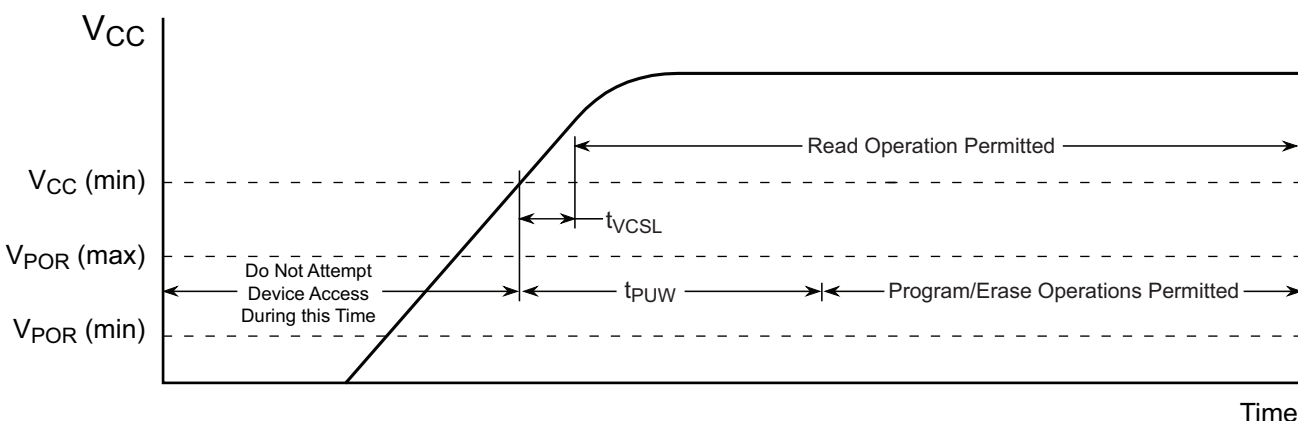 VCC
Read Operation Permitted
VCC (min)
tVCSL
VPOR (max)
Do Not Attempt
Device Access
During this Time
tPUW
Program/Erase Operations Permitted
VPOR (min)
Time